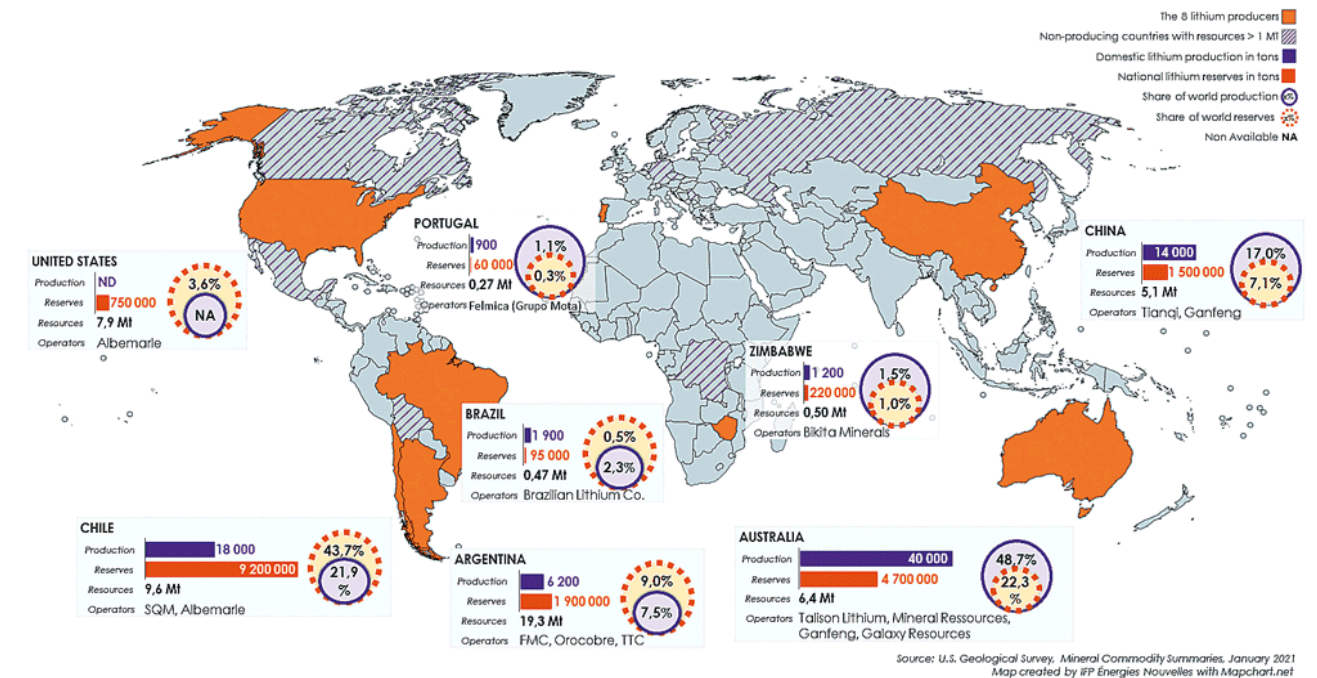 The 8 lithium producers
Non-producing countries with resources > 1 MT
Domestic lithium production in tons
National lithium reserves in tons
Share of world production x%
Share of world reserves x%
Non Available NA
UNITED STATES
Production ND
Reserves 750 000
Resources 7,9 Mt
Operators Albemarle
3,6%
NA
PORTUGAL
Production 900
Reserves 60 000
Resources 0,27 Mt
Operators Felmica (Grupo Mota)
1,1%
0,3%
CHINA
Production 14 000
Reserves 1 500 000
Resources 5,1 Mt
Operators Tianqi, Ganfeng
17,0%
7,1%
ZIMBABWE
Production 1 200
Reserves 220 000
Resources 0,50 Mt
Operators Bikita Minerals
1,5%
1,0%
BRAZIL
Production 1 900
Reserves 95 000
Resources 0,47 Mt
Operators Brazilian Lithium Co.
0,5%
2,3%
CHILE
Production 18 000
Reserves 9 200 000
Resources 9,6 Mt
Operators SQM, Albemarle
43,7%
21,9
%
ARGENTINA
Production 6 200
Reserves 1 900 000
Resources 19,3 Mt
Operators FMC, Orocobre, TTC
9,0%
7,5%
AUSTRALIA
Production 40 000
Reserves 4 700 000
Resources 6,4 Mt
Operators Talison Lithium, Mineral Ressources,
Ganfeng, Galaxy Resources
48,7%
22,3
%
Source: U.S. Geological Survey, Mineral Commodity Summaries, January 2021
Map created by IFP Énergies Nouvelles with Mapchart.net